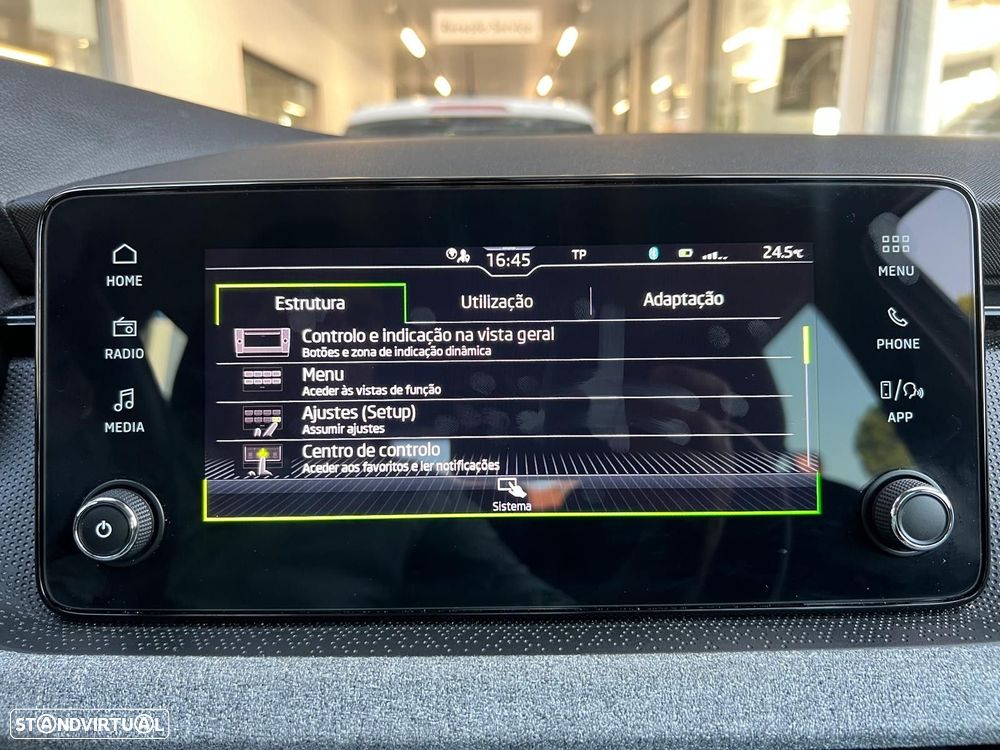 HOME
RADIO
MEDIA
16:45
TP
24.5°C
Estrutura
Utilização
Adaptação
Controlo e indicação na vista geral
Botões e zona de indicação dinâmica
Menu
Aceder às vistas de função
Ajustes (Setup)
Assumir ajustes
Centro de controlo
Aceder aos favoritos e ler notificações
Sistema
MENU
PHONE
APP
STANDVIRTUAL